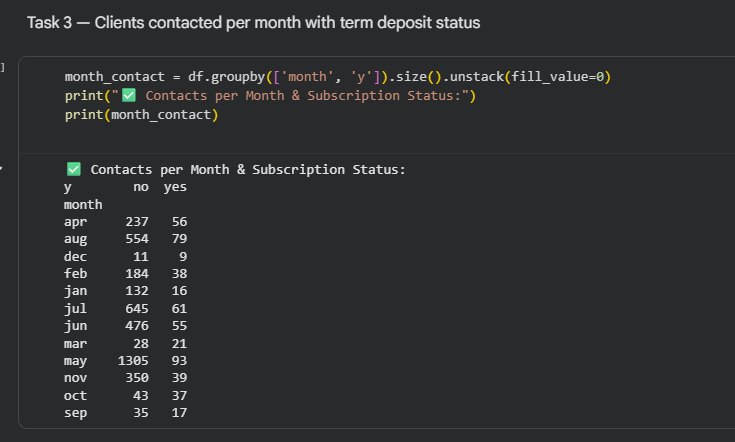 Task 3 — Clients contacted per month with term deposit status
]
month_contact = df.groupby(['month', 'y']).size().unstack(fill_value=0)
print("✅ Contacts per Month & Subscription Status:")
print(month_contact)
✅ Contacts per Month & Subscription Status:
y no yes
month
apr 237 56
aug 554 79
dec 11 9
feb 184 38
jan 132 16
jul 645 61
jun 476 55
mar 28 21
may 1305 93
nov 350 39
oct 43 37
sep 35 17